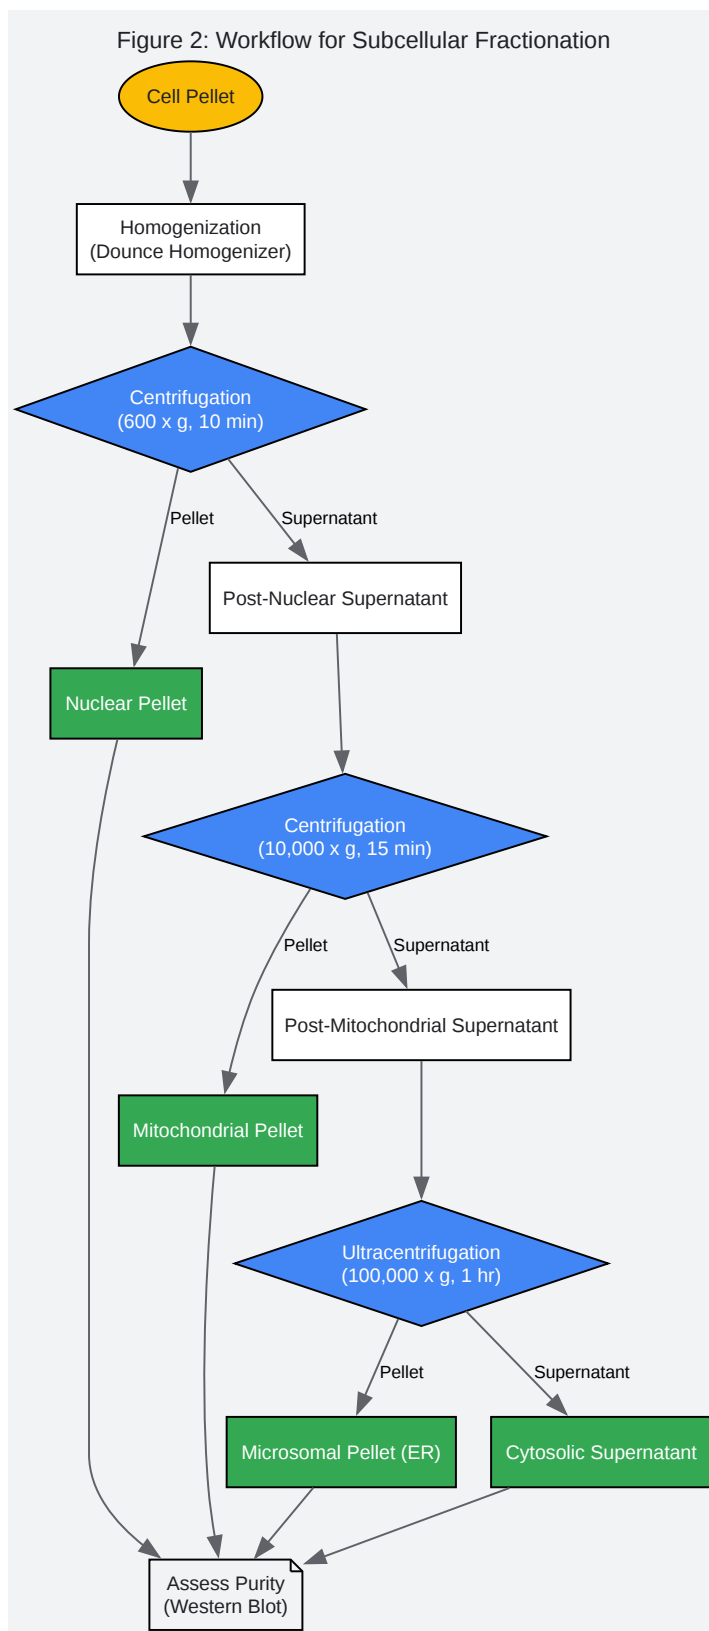 Figure 2: Workflow for Subcellular Fractionation
Cell Pellet
Homogenization
(Dounce Homogenizer)
Centrifugation
(600 x g, 10 min)
Pellet
Supernatant
Post-Nuclear Supernatant
Nuclear Pellet
Centrifugation
(10,000 x g, 15 min)
Pellet
Supernatant
Post-Mitochondrial Supernatant
Mitochondrial Pellet
Ultracentrifugation
(100,000 x g, 1 hr)
Pellet
Supernatant
Microsomal Pellet (ER)
Cytosolic Supernatant
Assess Purity
(Western Blot)